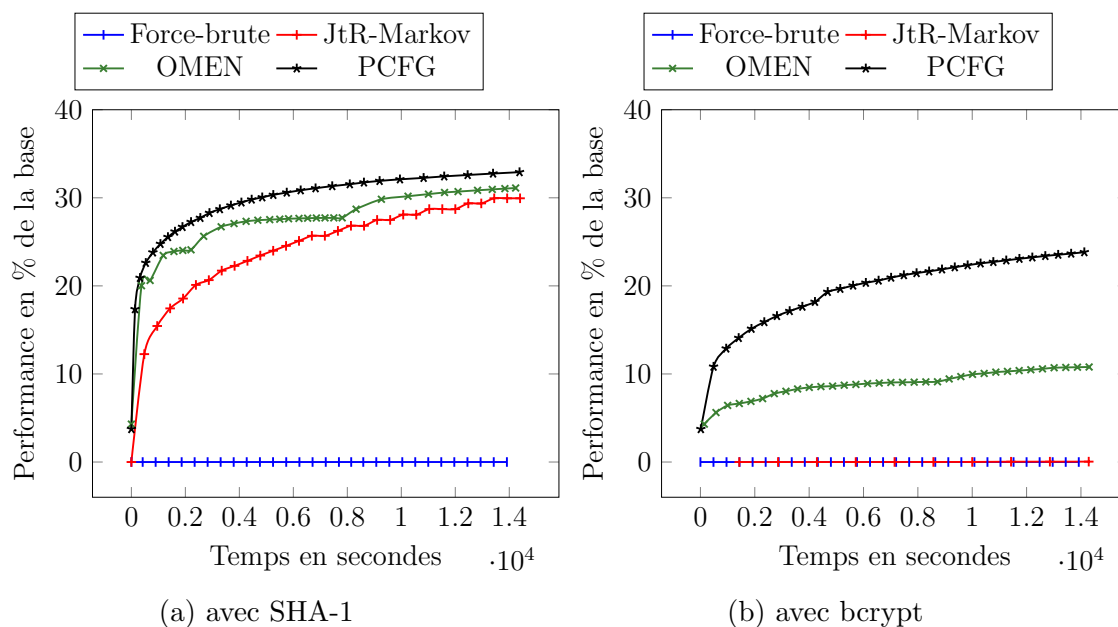 Force-brute JtR-Markov
OMEN PCFG
Performance en % de la base
40
30
20
10
0
0 0.2 0.4 0.6 0.8 1 1.2 1.4
Temps en secondes ·10⁴
(a) avec SHA-1
Force-brute JtR-Markov
OMEN PCFG
Performance en % de la base
40
30
20
10
0
0 0.2 0.4 0.6 0.8 1 1.2 1.4
Temps en secondes ·10⁴
(b) avec bcrypt